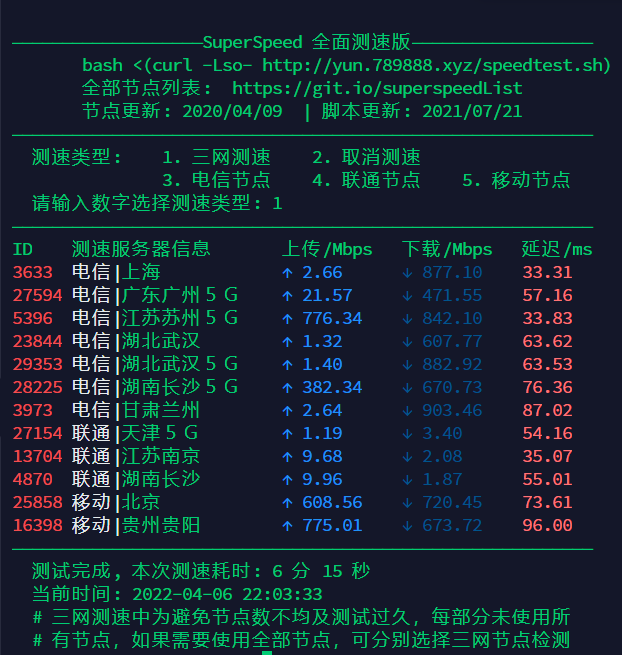 SuperSpeed 全面测速版
bash <(curl -Lso- http://yun.789888.xyz/speedtest.sh)
全部节点列表: https://git.io/superspeedList
节点更新: 2020/04/09 | 脚本更新: 2021/07/21
测速类型: 1. 三网测速 2. 取消测速
3. 电信节点 4. 联通节点 5. 移动节点
请输入数字选择测速类型: 1
ID 测速服务器信息 上传/Mbps 下载/Mbps 延迟/ms
3633 电信|上海 ↑ 2.66 ↓ 877.10 33.31
27594 电信|广东广州５Ｇ ↑ 21.57 ↓ 471.55 57.16
5396 电信|江苏苏州５Ｇ ↑ 776.34 ↓ 842.10 33.83
23844 电信|湖北武汉 ↑ 1.32 ↓ 607.77 63.62
29353 电信|湖北武汉５Ｇ ↑ 1.40 ↓ 882.92 63.53
28225 电信|湖南长沙５Ｇ ↑ 382.34 ↓ 670.73 76.36
3973 电信|甘肃兰州 ↑ 2.64 ↓ 903.46 87.02
27154 联通|天津５Ｇ ↑ 1.19 ↓ 3.40 54.16
13704 联通|江苏南京 ↑ 9.68 ↓ 2.08 35.07
4870 联通|湖南长沙 ↑ 9.96 ↓ 1.87 55.01
25858 移动|北京 ↑ 608.56 ↓ 720.45 73.61
16398 移动|贵州贵阳 ↑ 775.01 ↓ 673.72 96.00
测试完成, 本次测速耗时: 6 分 15 秒
当前时间: 2022-04-06 22:03:33
# 三网测速中为避免节点数不均及测试过久，每部分未使用所
# 有节点，如果需要使用全部节点，可分别选择三网节点检测